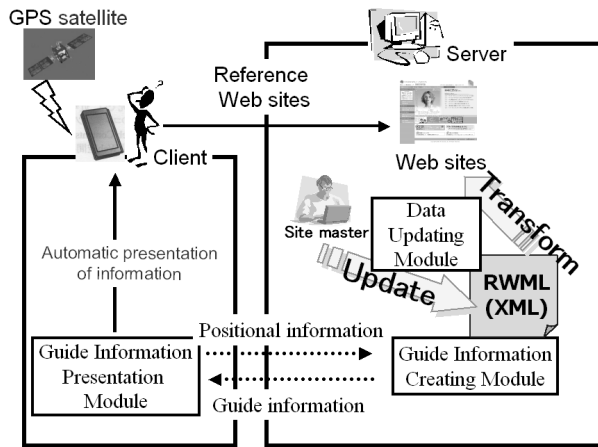 GPS satellite
Server
Reference
Web sites
Client
Web sites
Transform
Site master
Data
Updating
Module
Update
Automatic presentation
of information
RWML
(XML)
Positional information
Guide Information
Presentation
Module
Guide Information
Creating Module
Guide information